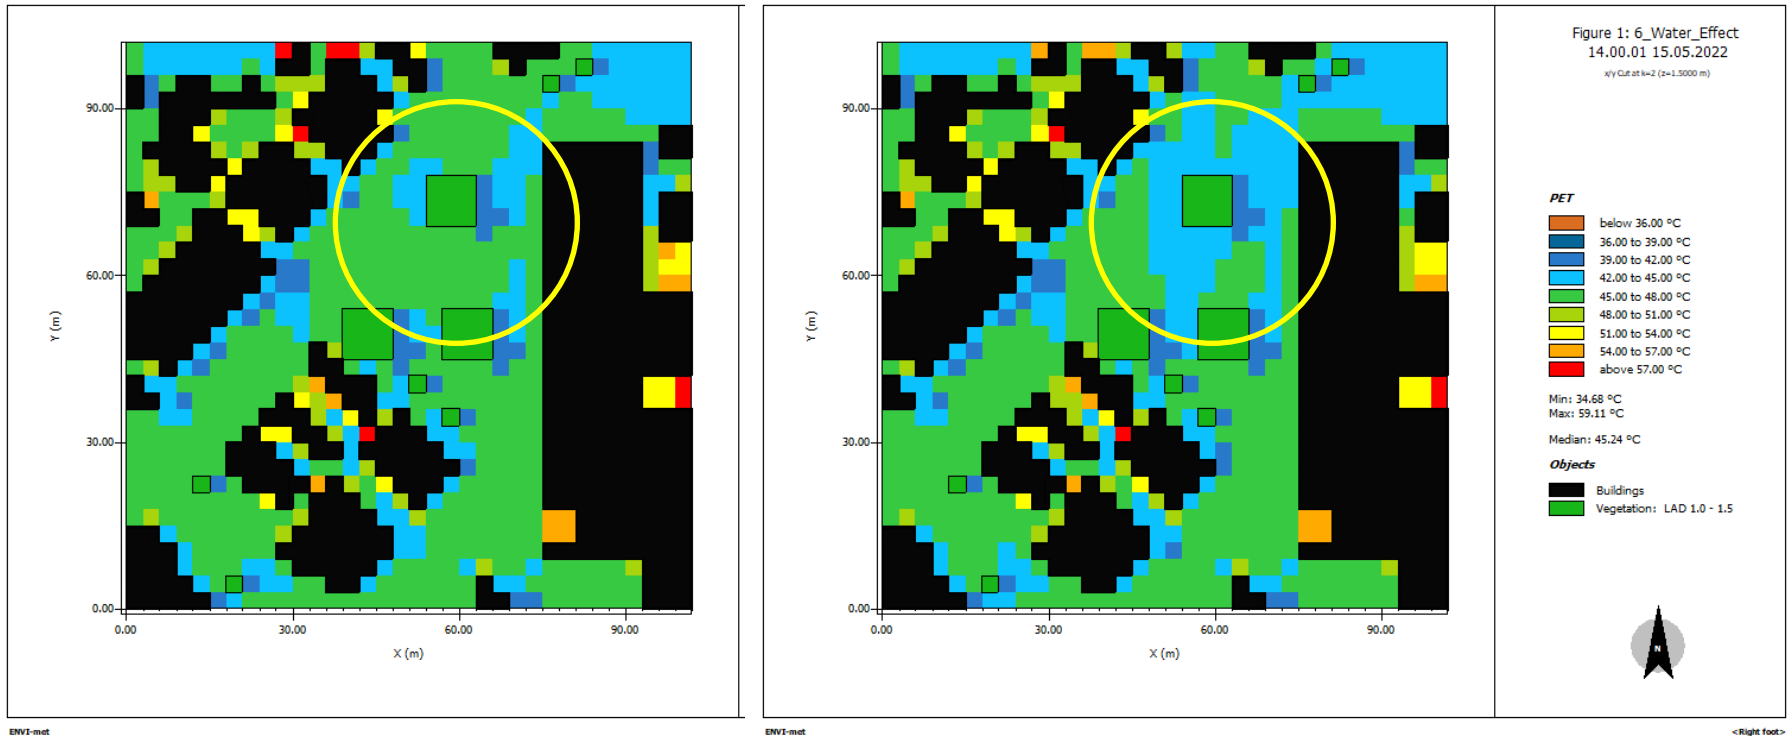 Figure 1: 6_Water_Effect
14.00.01 15.05.2022
x/y Cut at k=2 (z=1.5000 m)
90.00
60.00
30.00
0.00
Y (m)
0.00 30.00 60.00 90.00
X (m)
90.00
60.00
30.00
0.00
Y (m)
0.00 30.00 60.00 90.00
X (m)
PET
below 36.00 °C
36.00 to 39.00 °C
39.00 to 42.00 °C
42.00 to 45.00 °C
45.00 to 48.00 °C
48.00 to 51.00 °C
51.00 to 54.00 °C
54.00 to 57.00 °C
above 57.00 °C
Min: 34.68 °C
Max: 59.11 °C
Median: 45.24 °C
Objects
Buildings
Vegetation: LAD 1.0 - 1.5
N
ENVI-met
ENVI-met
<Right foot>